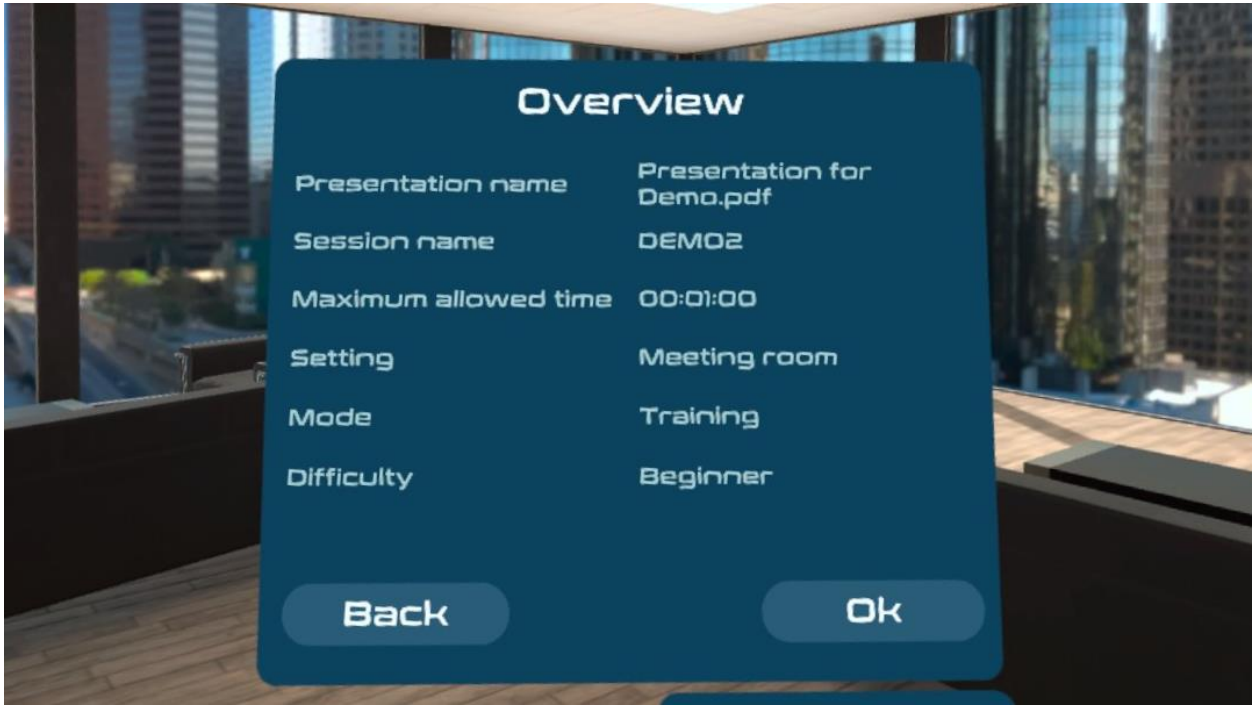 Overview
Presentation name
Presentation for
Demo.pdf
Session name
DEMO2
Maximum allowed time
00:01:00
Setting
Meeting room
Mode
Training
Difficulty
Beginner
Back
Ok